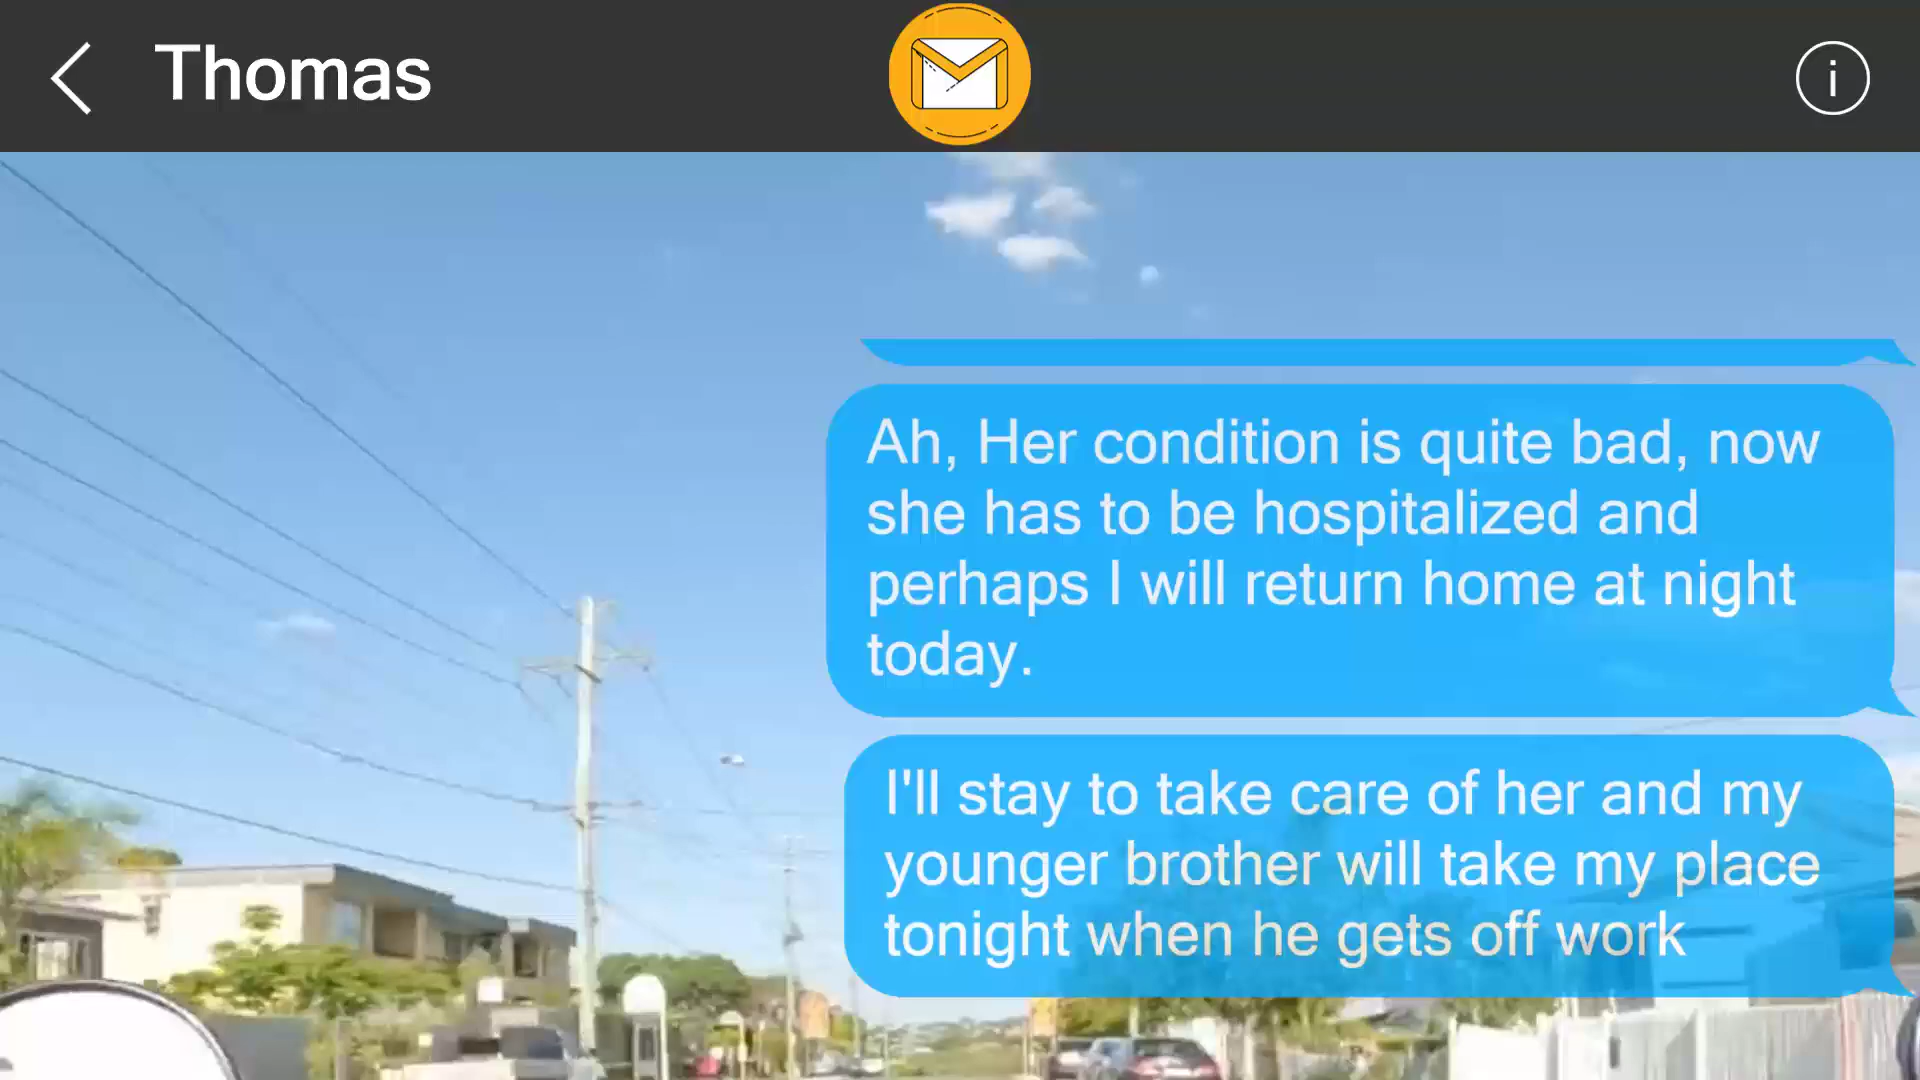 Thomas
i
Ah, Her condition is quite bad, now
she has to be hospitalized and
perhaps I will return home at night
today.
I'll stay to take care of her and my
younger brother will take my place
tonight when he gets off work